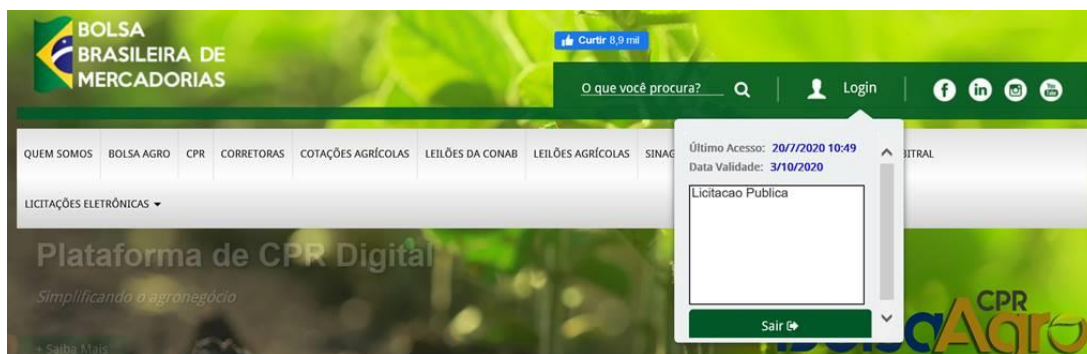 BOLSA
BRASILEIRA DE
MERCADORIAS
Curtir 8,9 mil
O que você procura?
Login
QUEM SOMOS BOLSA AGRO CPR CORRETORAS COTAÇÕES AGRÍCOLAS LEILÕES DA CONAB LEILÕES AGRÍCOLAS
LICITAÇÕES ELETRÔNICAS
Último Acesso: 20/7/2020 10:49
Data Validade: 3/10/2020
Licitacao Publica
Sair
Plataforma de CPR Digital
Simplificando o agronegócio
+ Saiba Mais
CPR